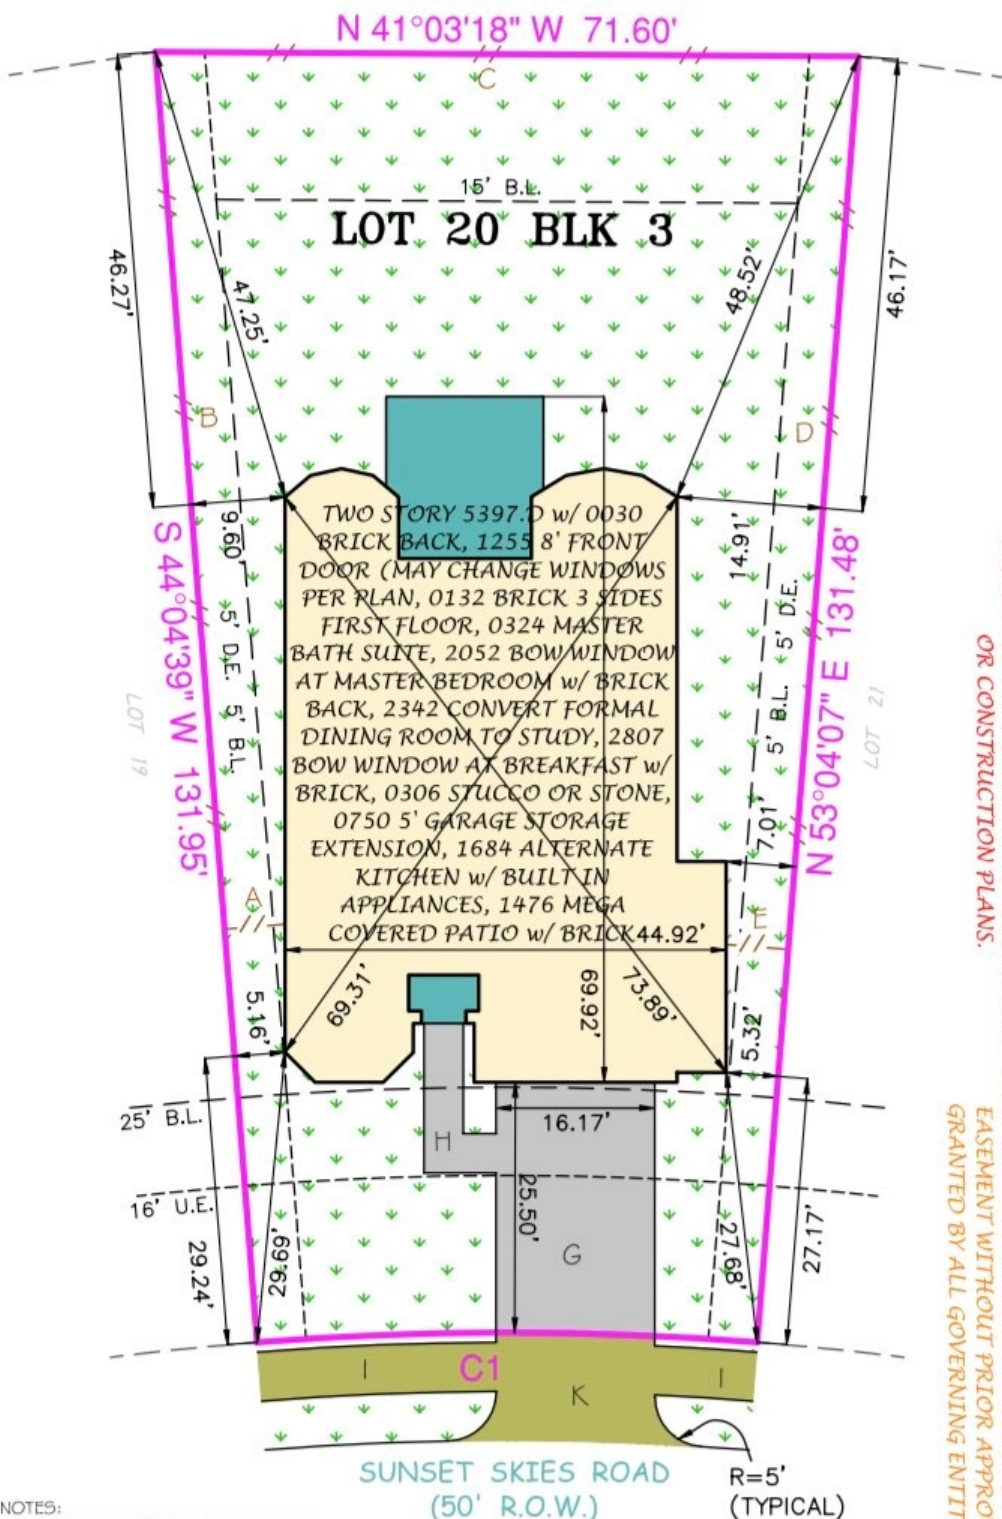 N 41°03'18" W 71.60'
C
15' B.L.
LOT 20 BLK 3
46.27'
47.25'
48.52'
46.17'
B
D
TWO STORY 5397.D w/ 0030
BRICK BACK, 1255 8' FRONT
DOOR (MAY CHANGE WINDOWS
PER PLAN, 0132 BRICK 3 SIDES
FIRST FLOOR, 0324 MASTER
BATH SUITE, 2052 BOW WINDOW
AT MASTER BEDROOM w/ BRICK
BACK, 2342 CONVERT FORMAL
DINING ROOM TO STUDY, 2807
BOW WINDOW AT BREAKFAST w/
BRICK, 0306 STUCCO OR STONE,
0750 5' GARAGE STORAGE
EXTENSION, 1684 ALTERNATE
KITCHEN w/ BUILT IN
APPLIANCES, 1476 MEGA
COVERED PATIO w/ BRICK
9.60'
14.91'
S 44°04'39" W 131.95'
5' D.E. 5' B.L.
5' B.L. 5' D.E.
N 53°04'07" E 131.48'
LOT 19
LOT 21
7.01'
OR CONSTRUCTION PLANS.
A
E
44.92'
69.31'
69.92'
73.89'
5.16'
5.32'
25' B.L.
16.17'
H
16' U.E.
25.50'
G
29.24'
29.69'
27.68'
27.17'
EASEMENT WITHOUT PRIOR APPRO
GRANTED BY ALL GOVERNING ENTIT
C1
I
K
I
SUNSET SKIES ROAD
(50' R.O.W.)
R=5'
(TYPICAL)
NOTES: